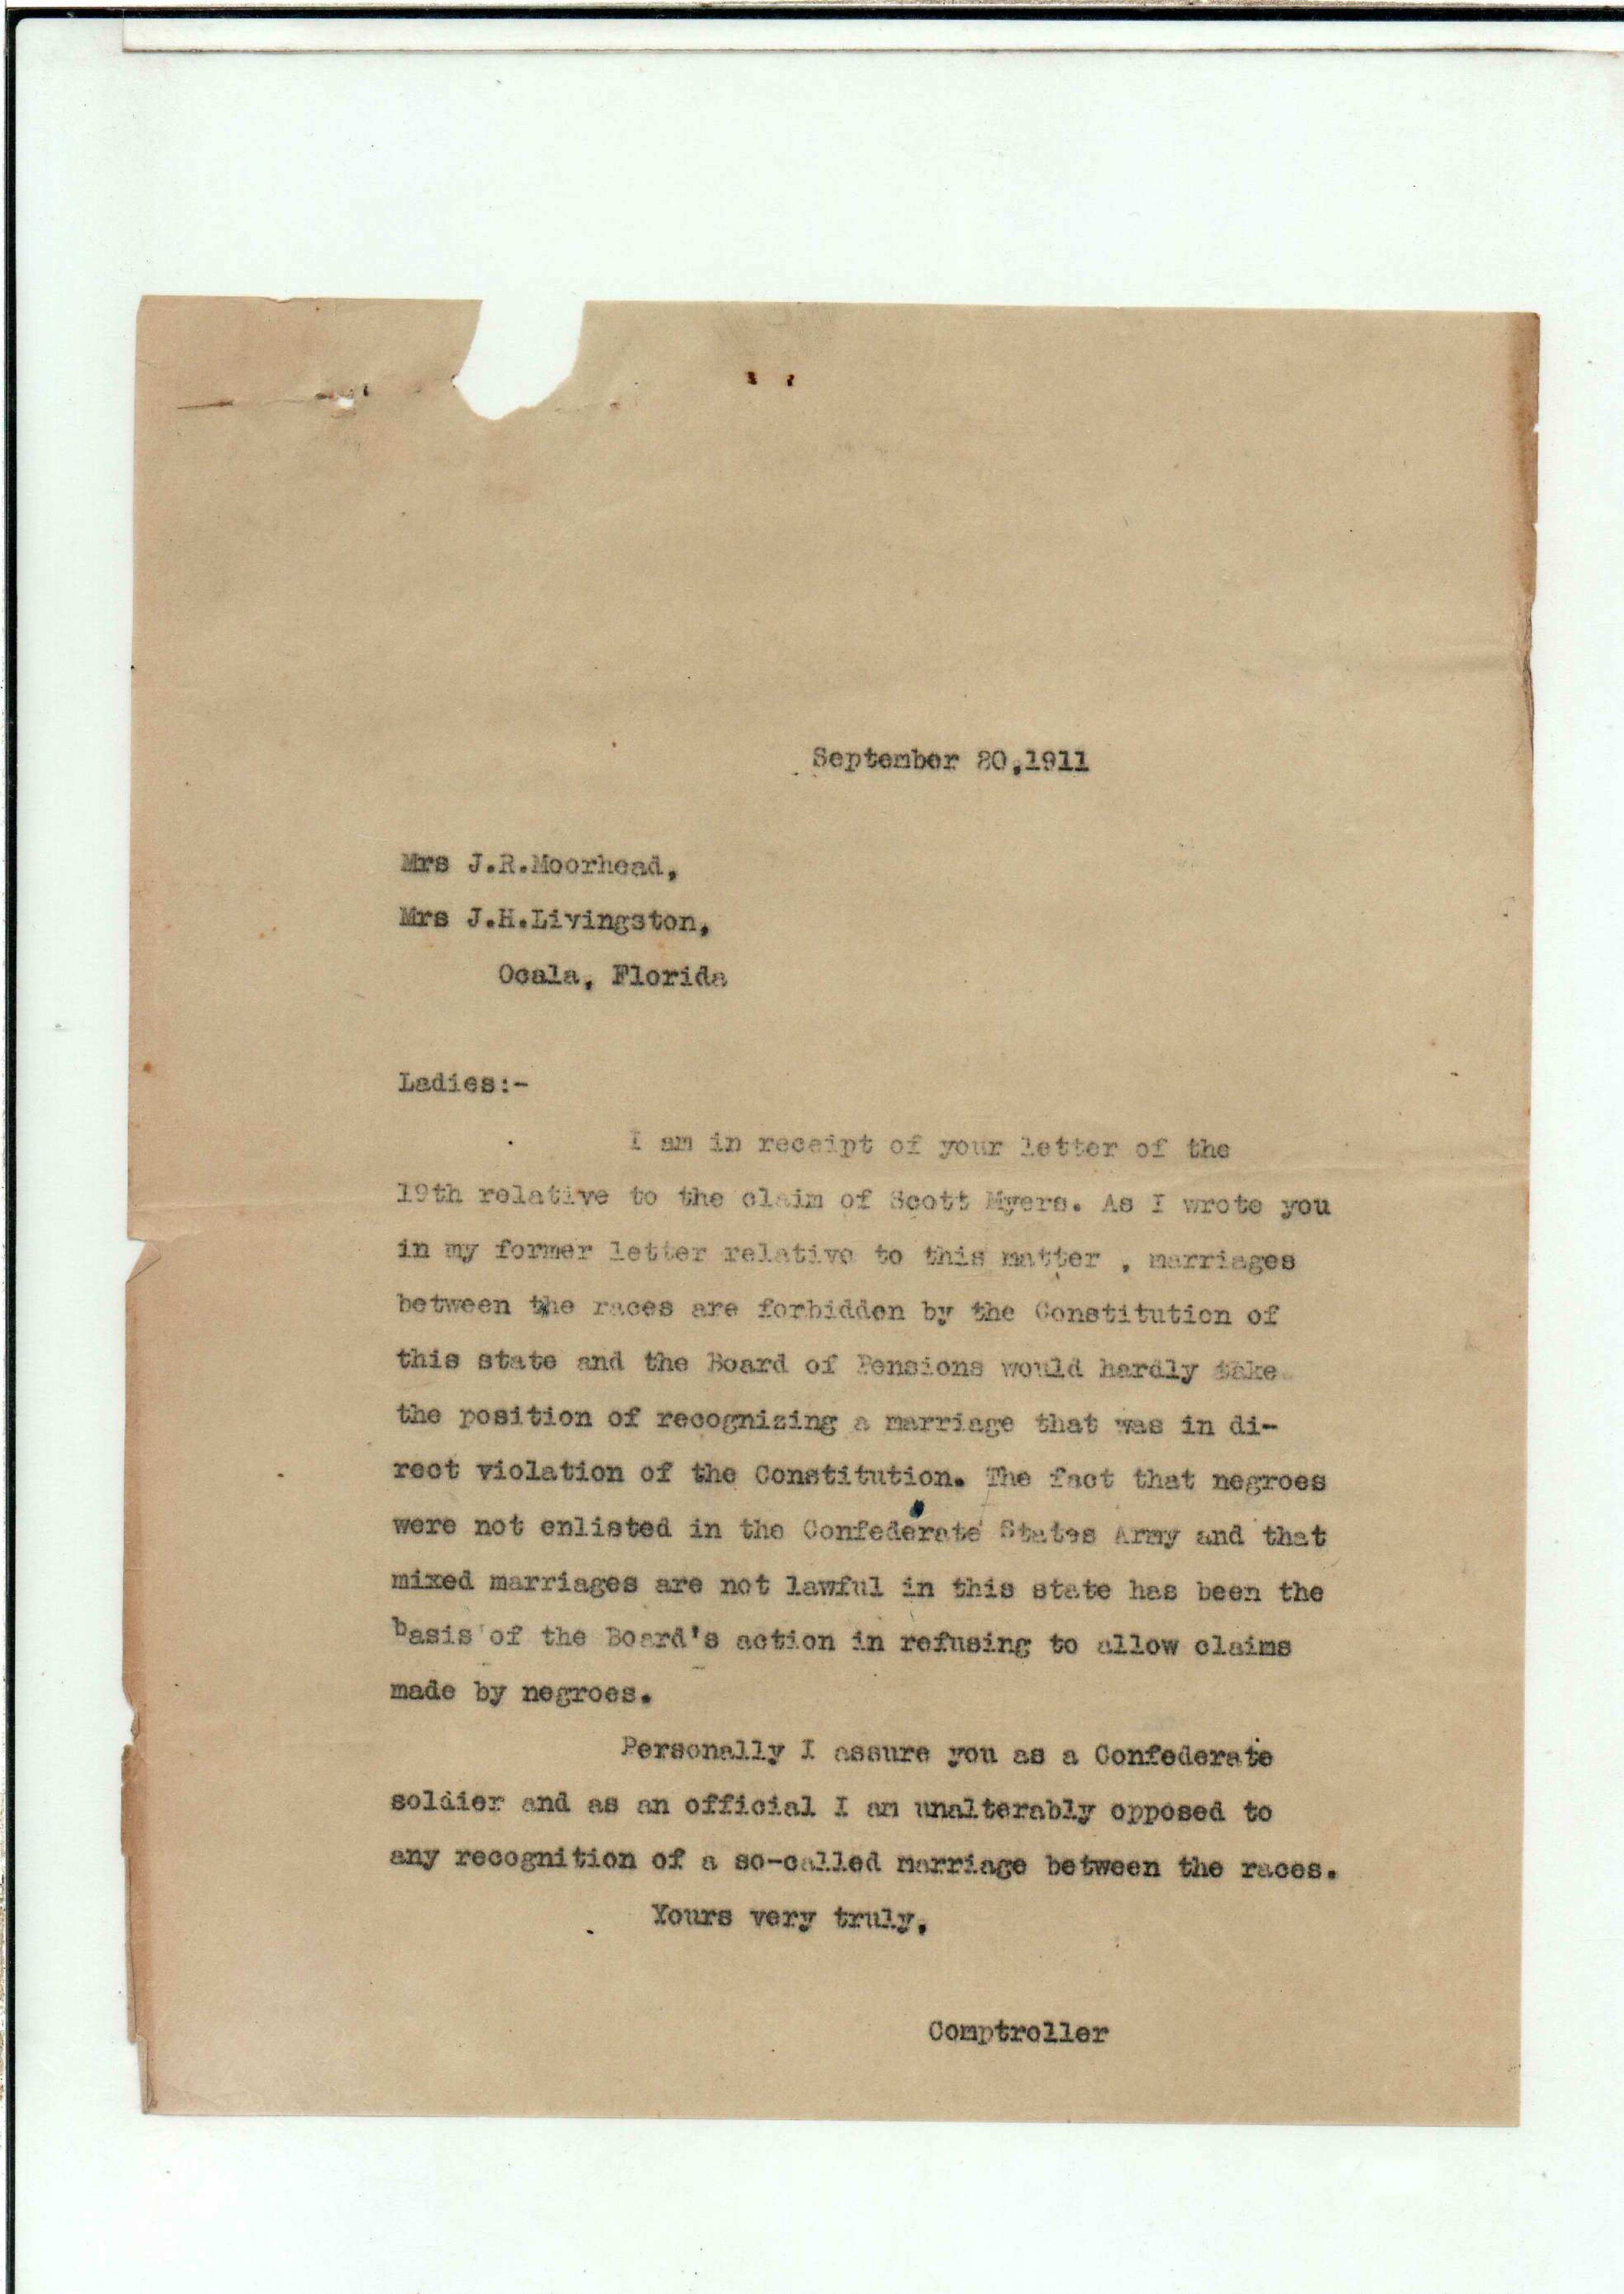 September 20,1911
Mrs J.R.Moorhead,
Mrs J.H.Livingston,
Ocala, Florida
Ladies:-
I am in receipt of your letter of the
19th relative to the claim of Scott Myers. As I wrote you
in my former letter relative to this matter , marriages
between the races are forbidden by the Constitution of
this state and the Board of Pensions would hardly take
the position of recognizing a marriage that was in di-
rect violation of the Constitution. The fact that negroes
were not enlisted in the Confederate States Army and that
mixed marriages are not lawful in this state has been the
basis of the Board's action in refusing to allow claims
made by negroes.
Personally I assure you as a Confederate
soldier and as an official I am unalterably opposed to
any recognition of a so-called marriage between the races.
Yours very truly,
Comptroller